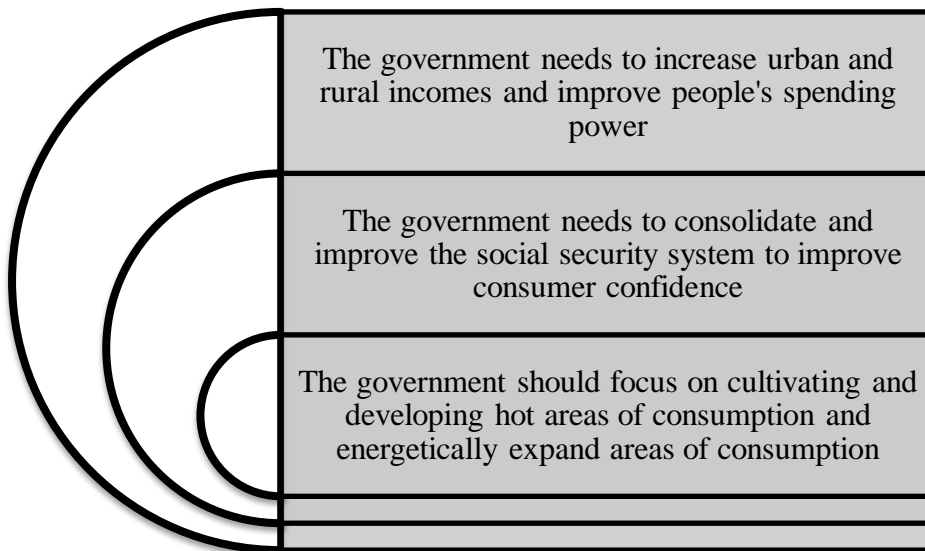 The government needs to increase urban and
rural incomes and improve people's spending
power
The government needs to consolidate and
improve the social security system to improve
consumer confidence
The government should focus on cultivating and
developing hot areas of consumption and
energetically expand areas of consumption